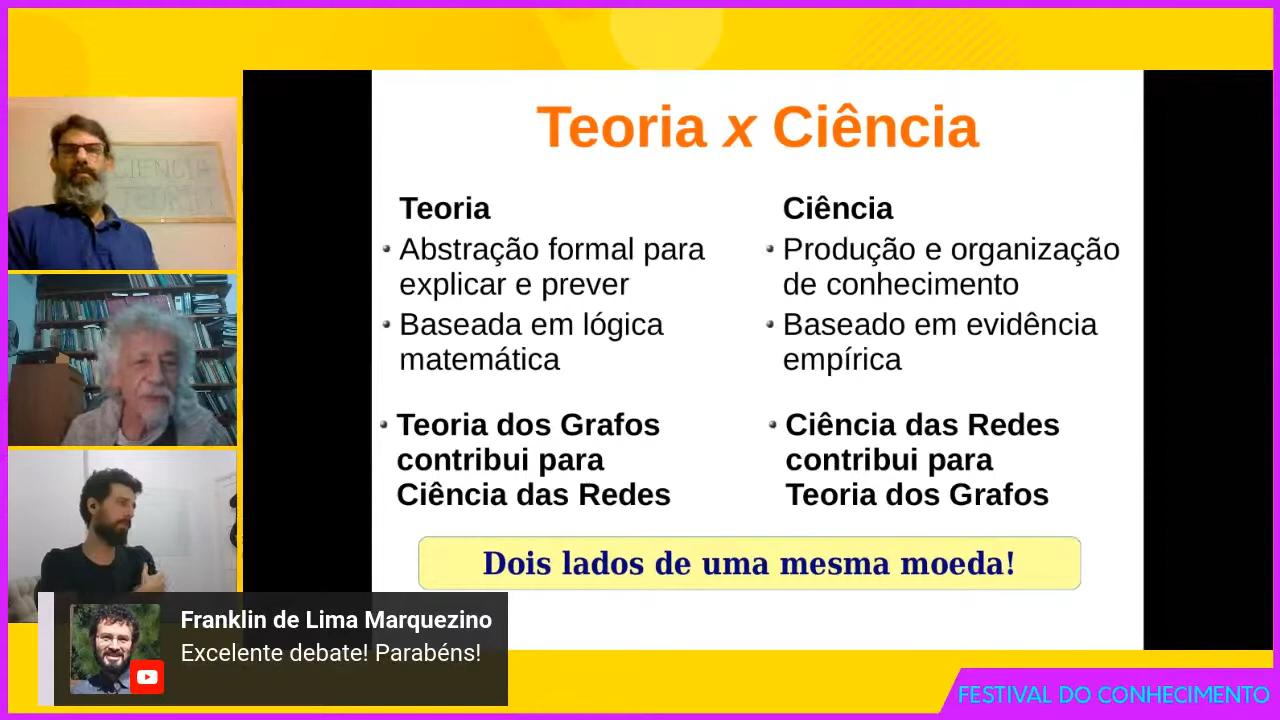 Teoria x Ciência
Teoria
Abstração formal para
explicar e prever
Baseada em lógica
matemática
Teoria dos Grafos
contribui para
Ciência das Redes
Ciência
Produção e organização
de conhecimento
Baseado em evidência
empírica
Ciência das Redes
contribui para
Teoria dos Grafos
Dois lados de uma mesma moeda!
CIENCIA
TEORIA
Franklin de Lima Marquezino
Excelente debate! Parabéns!
FESTIVAL DO CONHECIMENTO